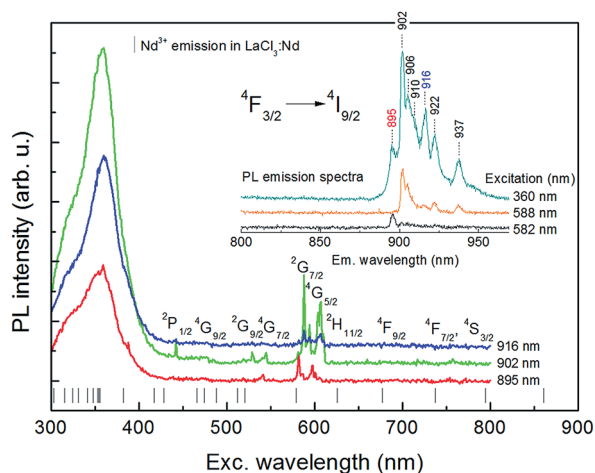 Nd³⁺ emission in LaCl₃:Nd
⁴F₃/₂ → ⁴I₉/₂
902
906
910
916
922
937
895
PL emission spectra
Excitation (nm)
360 nm
588 nm
582 nm
800 850 900 950
Em. wavelength (nm)
PL intensity (arb. u.)
²P₁/₂ ⁴G₉/₂ ²G₉/₂ ⁴G₇/₂ ²G₇/₂ ⁴G₅/₂ ²H₁₁/₂ ⁴F₉/₂ ⁴F₇/₂, ⁴S₃/₂
916 nm
902 nm
895 nm
300 400 500 600 700 800 900
Exc. wavelength (nm)